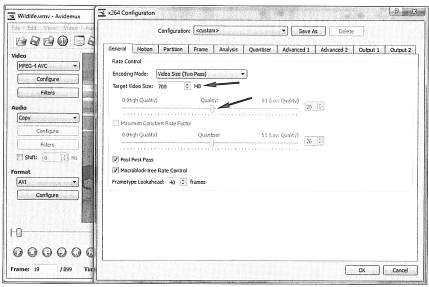 Wildlife.wmv - Avidemux
File Edit View Video
Video
MPEG-4 AVC
Configure
Filters
Audio
Copy
Configure
Filters
Shift: 0 ms
Format
AVI
Configure
Frame: 19 / 899 Time
x264 Configuration
Configuration: <custom> Save As Delete
General Motion Partition Frame Analysis Quantiser Advanced 1 Advanced 2 Output 1 Output 2
Rate Control
Encoding Mode: Video Size (Two Pass)
Target Video Size: 700 MB
0 (High Quality) Quality: 51 (Low Quality)
26
Maximum Constant Rate Factor
0 (High Quality) Quantiser 51 (Low Quality)
26
Fast First Pass
Macroblock-tree Rate Control
Frametype Lookahead: 40 frames
OK Cancel